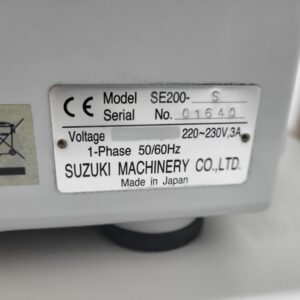 CE Model SE200- S
Serial No. 01640
Voltage 220~230V,3A
1-Phase 50/60Hz
SUZUKI MACHINERY CO.,LTD.
Made in Japan